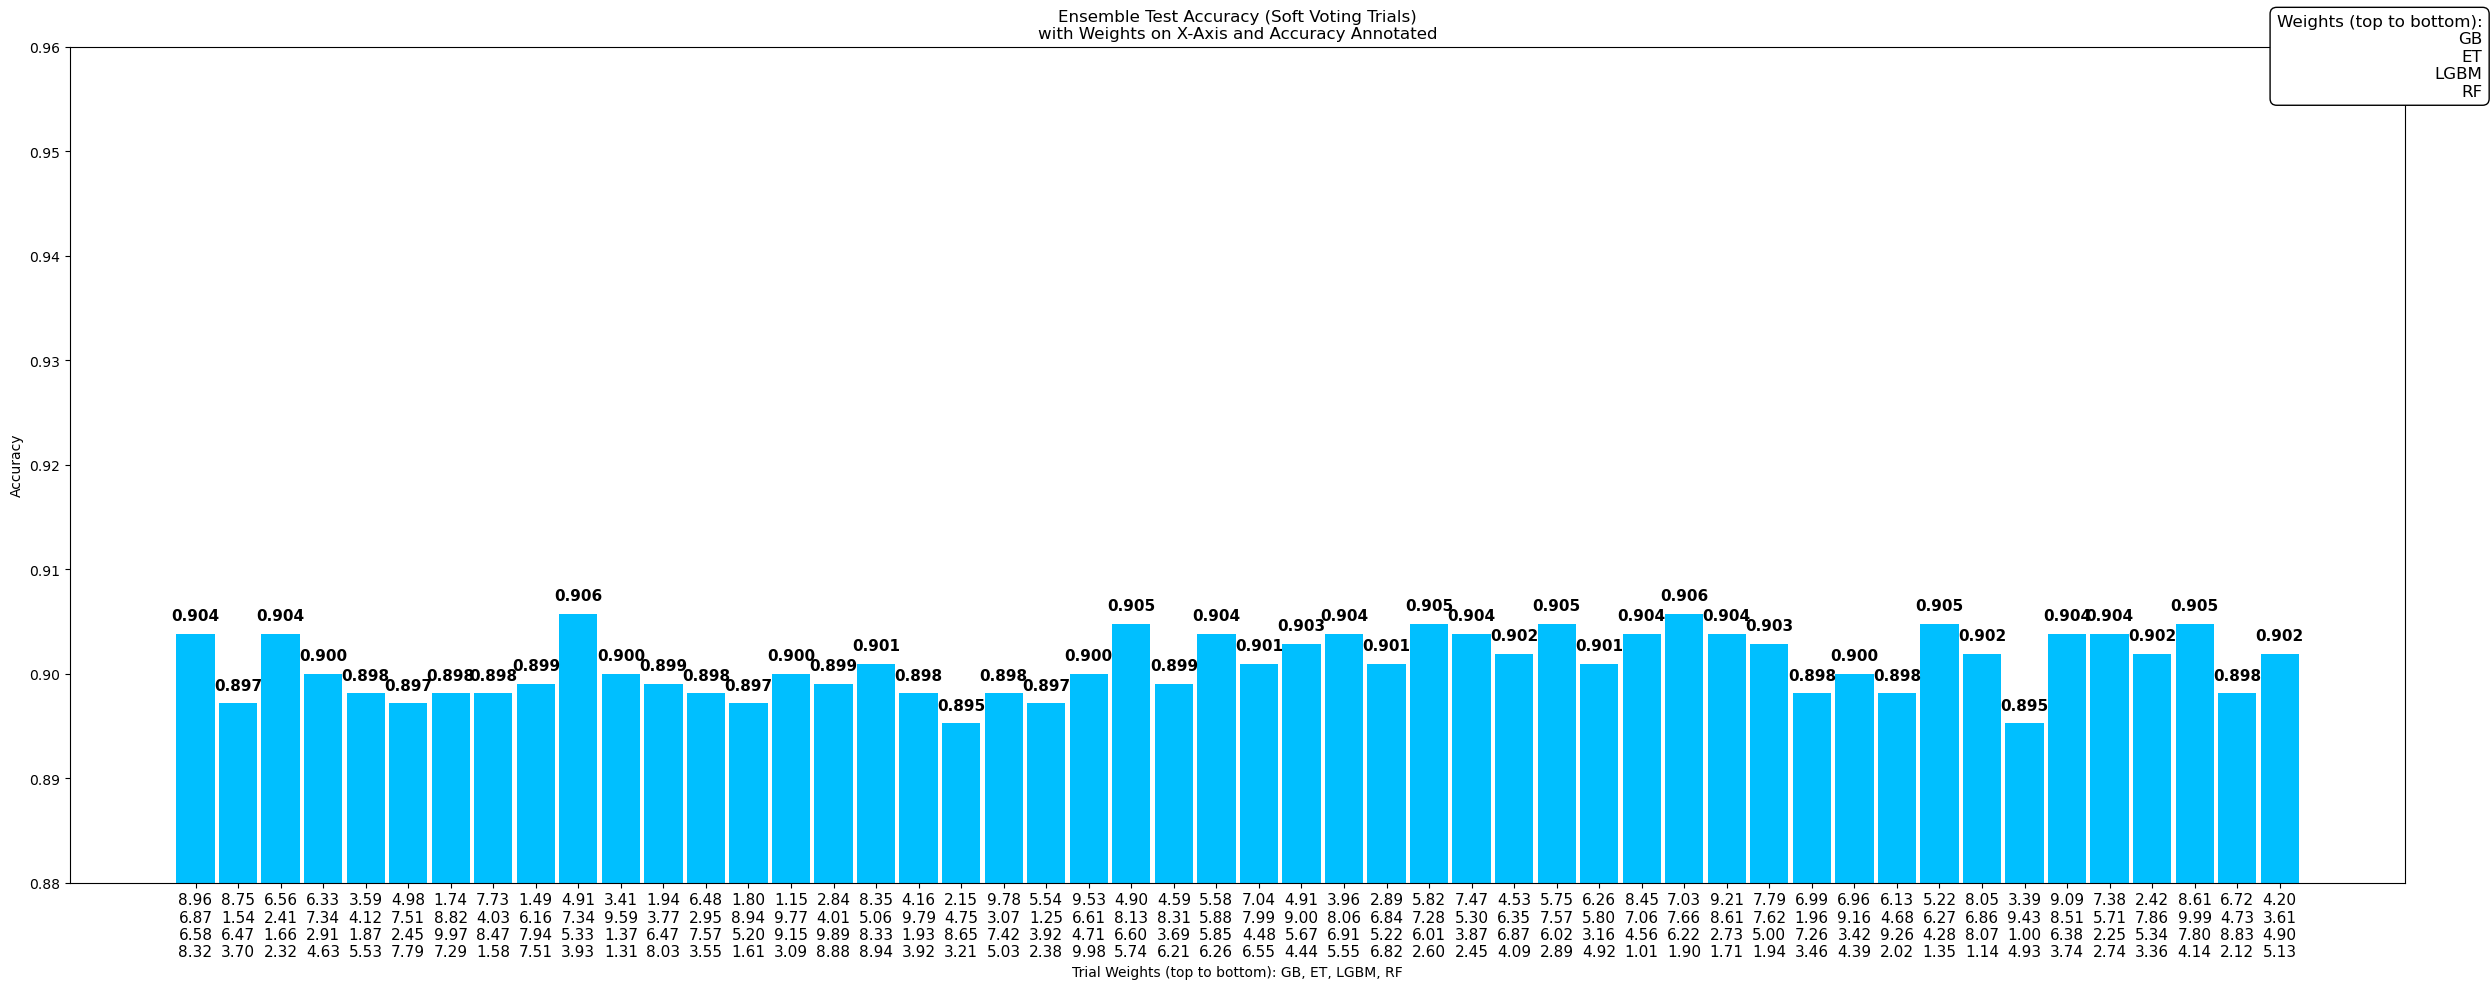 Ensemble Test Accuracy (Soft Voting Trials)
with Weights on X-Axis and Accuracy Annotated
Weights (top to bottom):
GB
ET
LGBM
RF
Accuracy
0.96
0.95
0.94
0.93
0.92
0.91
0.90
0.89
0.88
0.904 0.897 0.904 0.900 0.898 0.897 0.898 0.898 0.899 0.906 0.900 0.899 0.898 0.897 0.900 0.899 0.901 0.898 0.895 0.898 0.897 0.900 0.905 0.899 0.904 0.901 0.903 0.904 0.901 0.905 0.904 0.902 0.905 0.901 0.904 0.906 0.904 0.903 0.898 0.900 0.898 0.905 0.902 0.895 0.904 0.904 0.902 0.905 0.898 0.902
8.96 8.75 6.56 6.33 3.59 4.98 1.74 7.73 1.49 4.91 3.41 1.94 6.48 1.80 1.15 2.84 8.35 4.16 2.15 9.78 5.54 9.53 4.90 4.59 5.58 7.04 4.91 3.96 2.89 5.82 7.47 4.53 5.75 6.26 8.45 7.03 9.21 7.79 6.99 6.96 6.13 5.22 8.05 3.39 9.09 7.38 2.42 8.61 6.72 4.20
6.87 1.54 2.41 7.34 4.12 7.51 8.82 4.03 6.16 7.34 9.59 3.77 2.95 8.94 9.77 4.01 5.06 9.79 4.75 3.07 1.25 6.61 8.13 8.31 5.88 7.99 9.00 8.06 6.84 7.28 5.30 6.35 7.57 5.80 7.06 7.66 8.61 7.62 1.96 9.16 4.68 6.27 6.86 9.43 8.51 5.71 7.86 9.99 4.73 3.61
6.58 6.47 1.66 2.91 1.87 2.45 9.97 8.47 7.94 5.33 1.37 6.47 7.57 5.20 9.15 9.89 8.33 1.93 8.65 7.42 3.92 4.71 6.60 3.69 5.85 4.48 5.67 6.91 5.22 6.01 3.87 6.87 6.02 3.16 4.56 6.22 2.73 5.00 7.26 3.42 9.26 4.28 8.07 1.00 6.38 2.25 5.34 7.80 8.83 4.90
8.32 3.70 2.32 4.63 5.53 7.79 7.29 1.58 7.51 3.93 1.31 8.03 3.55 1.61 3.09 8.88 8.94 3.92 3.21 5.03 2.38 9.98 5.74 6.21 6.26 6.55 4.44 5.55 6.82 2.60 2.45 4.09 2.89 4.92 1.01 1.90 1.71 1.94 3.46 4.39 2.02 1.35 1.14 4.93 3.74 2.74 3.36 4.14 2.12 5.13
Trial Weights (top to bottom): GB, ET, LGBM, RF